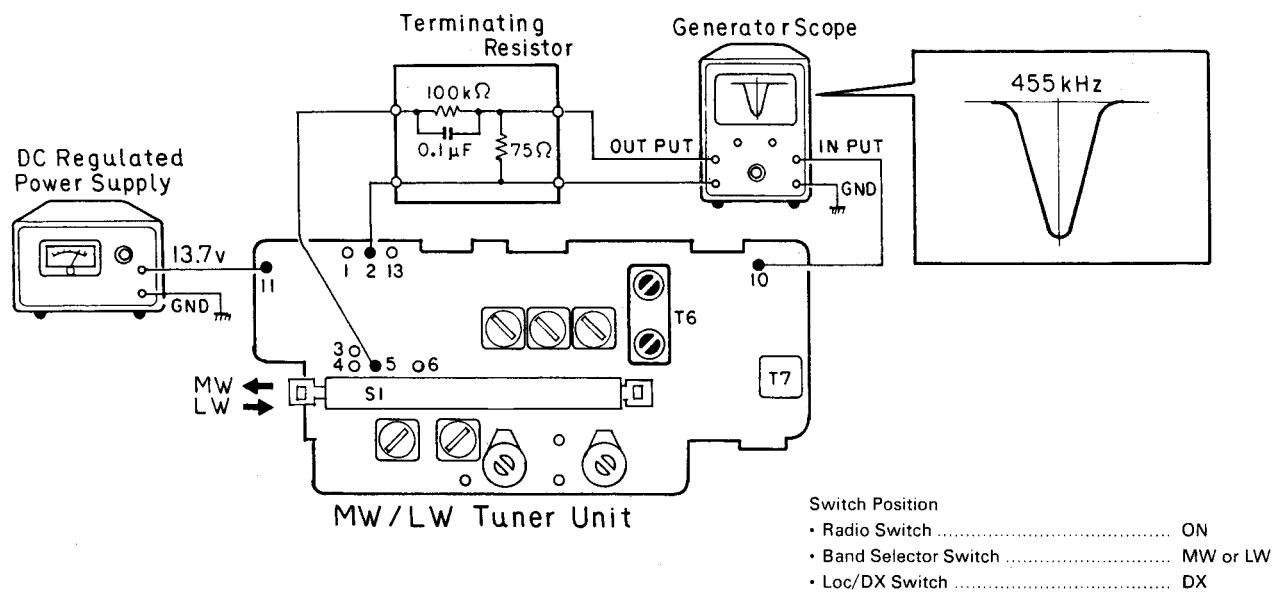 Terminating
Resistor
Generator Scope
100kΩ
0.1μF
75Ω
OUT PUT
IN PUT
GND
455kHz
DC Regulated
Power Supply
13.7v
GND
11
1 2 13
10
T6
3
4 5 6
T7
MW
LW
S1
MW/LW Tuner Unit
Switch Position
• Radio Switch ........................................ ON
• Band Selector Switch ............................ MW or LW
• Loc/DX Switch ..................................... DX